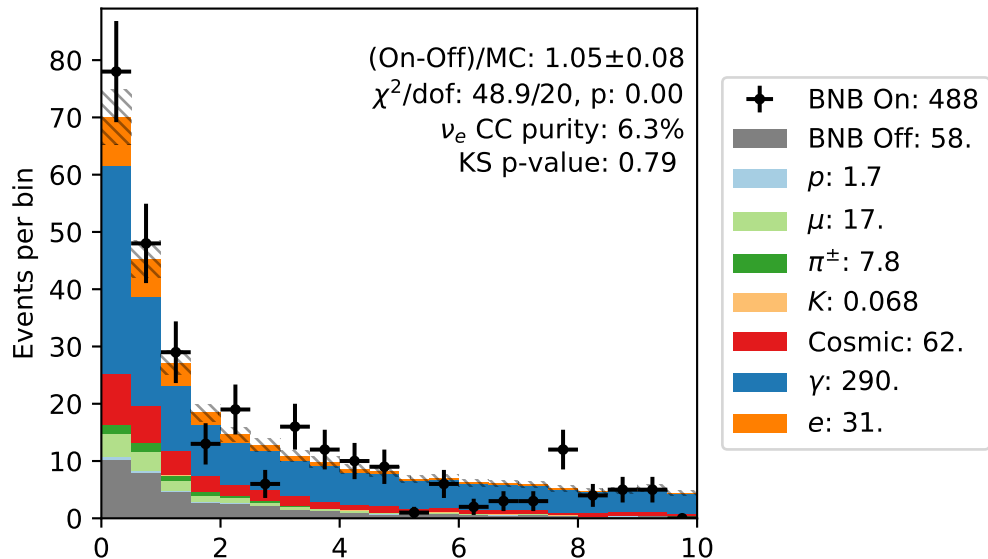 (On-Off)/MC: 1.05±0.08
χ²/dof: 48.9/20, p: 0.00
νₑ CC purity: 6.3%
KS p-value: 0.79
Events per bin
80
70
60
50
40
30
20
10
0
0 2 4 6 8 10
BNB On: 488
BNB Off: 58.
p: 1.7
μ: 17.
π±: 7.8
K: 0.068
Cosmic: 62.
γ: 290.
e: 31.